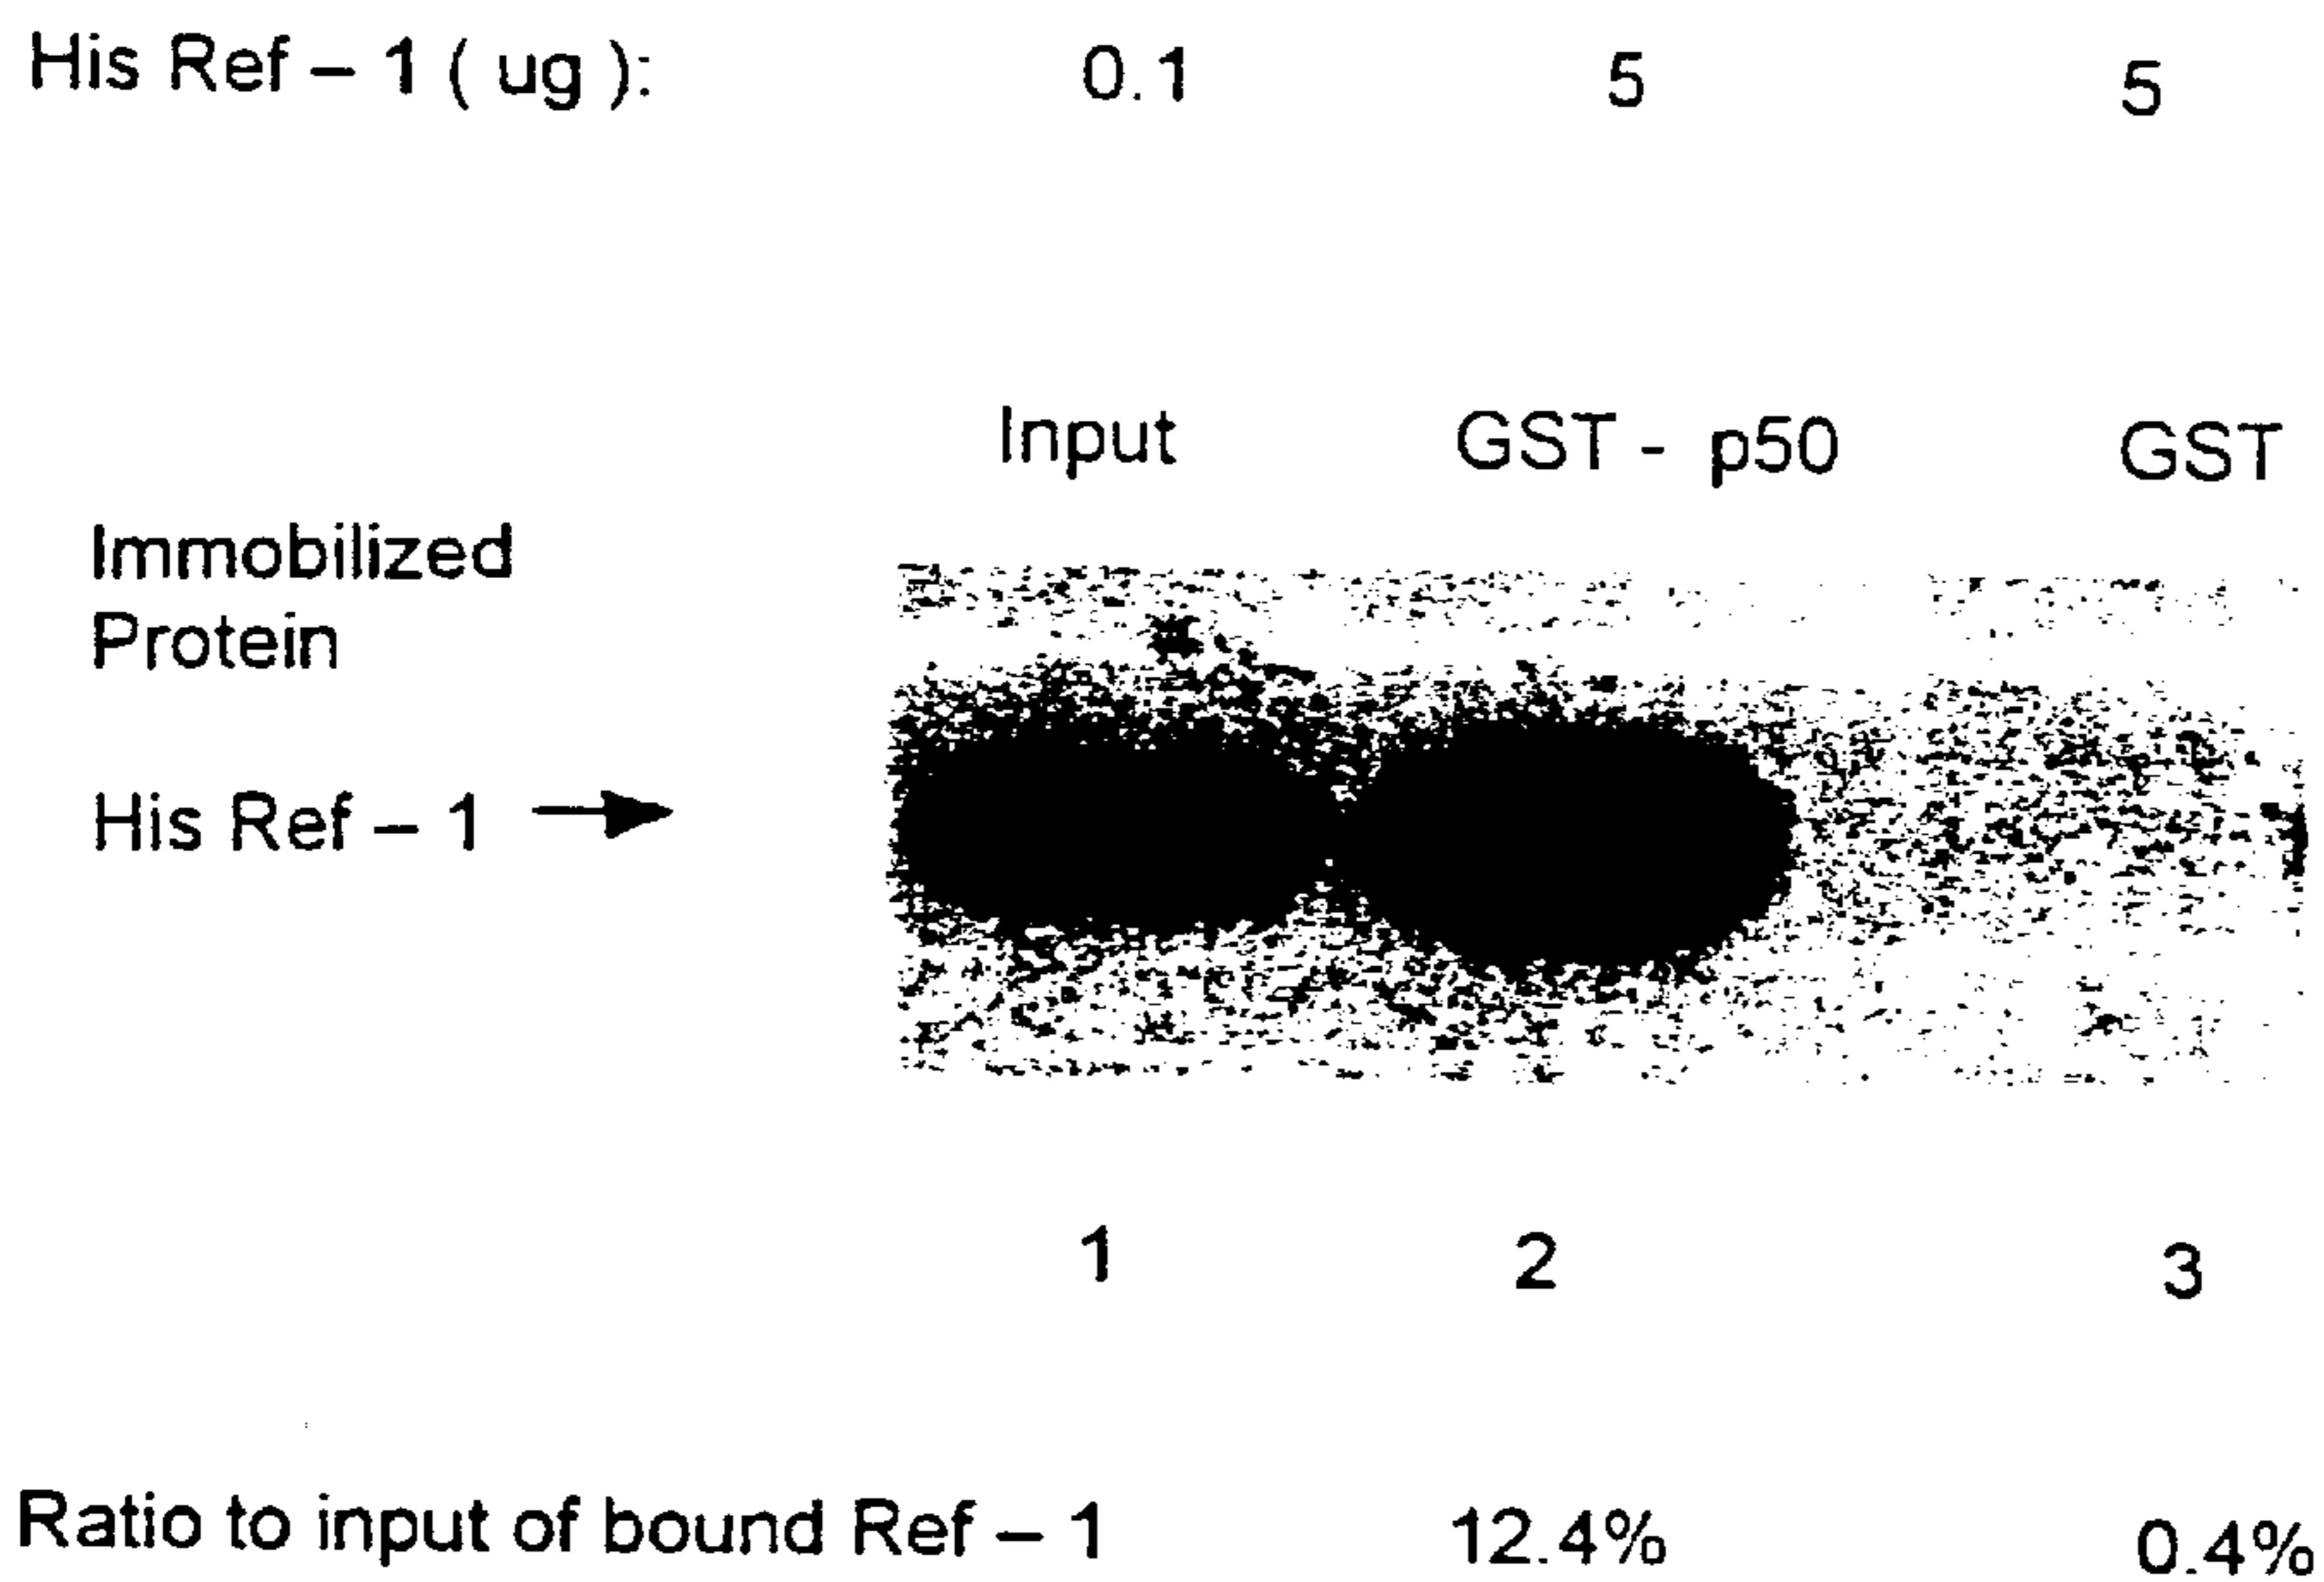 His Ref – 1 ( ug ): 0.1 5 5
Input GST - p50 GST
Immobilized
Protein
His Ref – 1
1 2 3
Ratio to input of bound Ref – 1 12.4% 0.4%